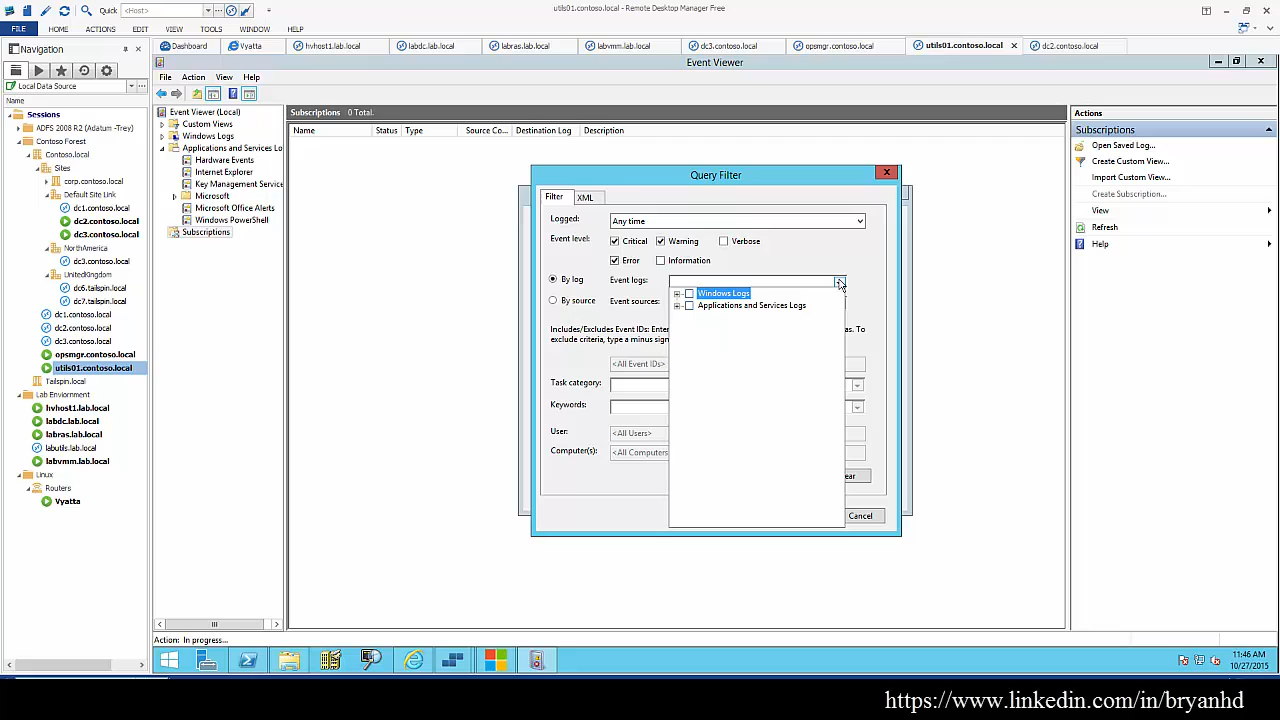 Quick
<Host>
utils01.contoso.local - Remote Desktop Manager Free
FILE
HOME
ACTIONS
EDIT
VIEW
TOOLS
WINDOW
HELP
Navigation
Dashboard
Vyatta
hvhost1.lab.local
labdc.lab.local
labras.lab.local
labvmm.lab.local
dc3.contoso.local
opsmgr.contoso.local
utils01.contoso.local
dc2.contoso.local
Local Data Source
Name
Sessions
ADFS 2008 R2 (Adatum -Trey)
Contoso Forest
Contoso.local
Sites
corp.contoso.local
Default Site Link
dc1.contoso.local
dc2.contoso.local
dc3.contoso.local
NorthAmerica
dc3.contoso.local
UnitedKingdom
dc6.tailspin.local
dc7.tailspin.local
dc1.contoso.local
dc2.contoso.local
dc3.contoso.local
opsmgr.contoso.local
utils01.contoso.local
Tailspin.local
Lab Enviorment
hvhost1.lab.local
labdc.lab.local
labras.lab.local
labutils.lab.local
labvmm.lab.local
Linux
Routers
Vyatta
Event Viewer
File
Action
View
Help
Event Viewer (Local)
Custom Views
Windows Logs
Applications and Services Lo
Hardware Events
Internet Explorer
Key Management Service
Microsoft
Microsoft Office Alerts
Windows PowerShell
Subscriptions
Subscriptions 0 Total.
Name
Status
Type
Source Co...
Destination Log
Description
Query Filter
Filter
XML
Logged:
Any time
Event level:
Critical
Warning
Verbose
Error
Information
By log
Event logs:
By source
Event sources:
Windows Logs
Applications and Services Logs
Includes/Excludes Event IDs: Enter
as. To
exclude criteria, type a minus sign
<All Event IDs>
Task category:
Keywords:
User:
<All Users>
Computer(s):
<All Computers
ear
Cancel
Actions
Subscriptions
Open Saved Log...
Create Custom View...
Import Custom View...
Create Subscription...
View
Refresh
Help
Action: In progress...
11:46 AM
10/27/2015
https://www.linkedin.com/in/bryanhd